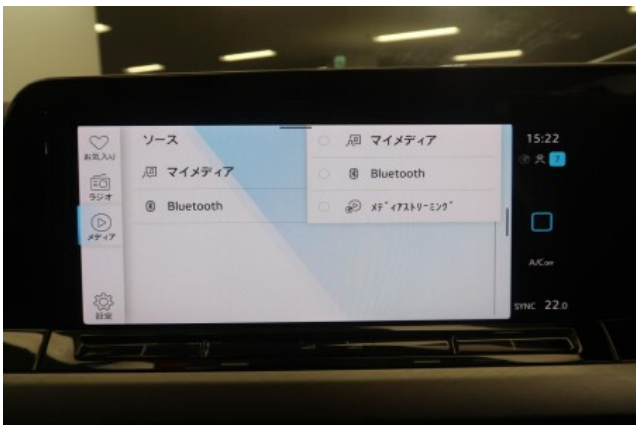 お気入り
ラジオ
メディア
設定
ソース
マイメディア
Bluetooth
マイメディア
Bluetooth
ﾒﾃﾞｨｱｽﾄﾘｰﾐﾝｸﾞ
15:22
7
A/C OFF
SYNC 22.0